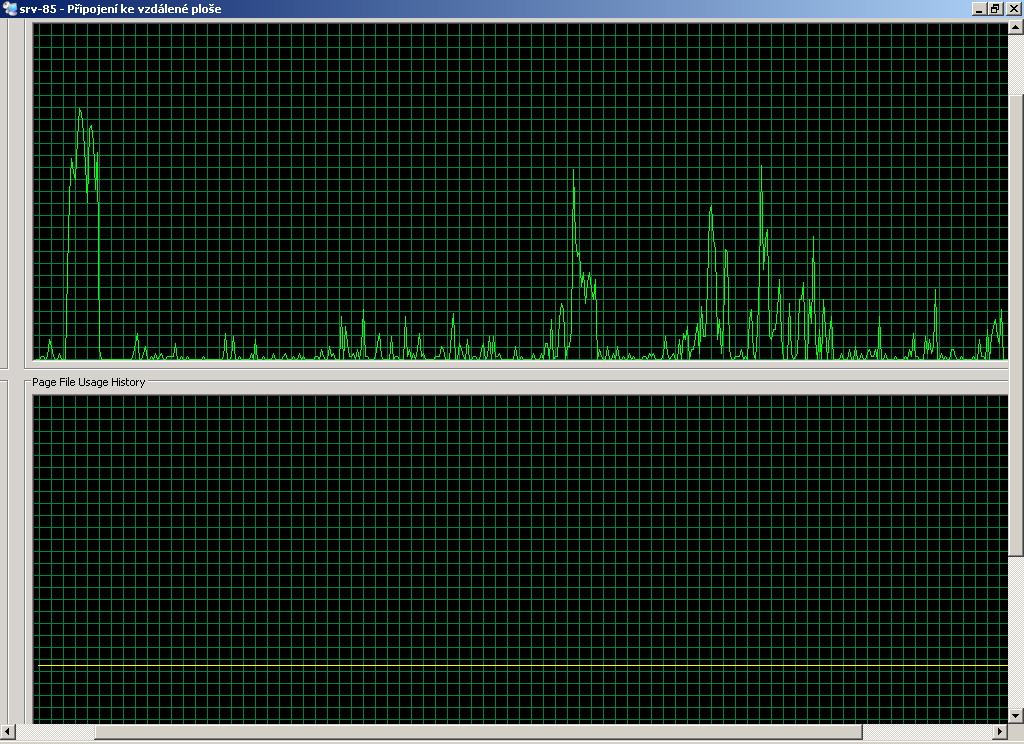 srv-85 - Připojení ke vzdálené ploše
Page File Usage History